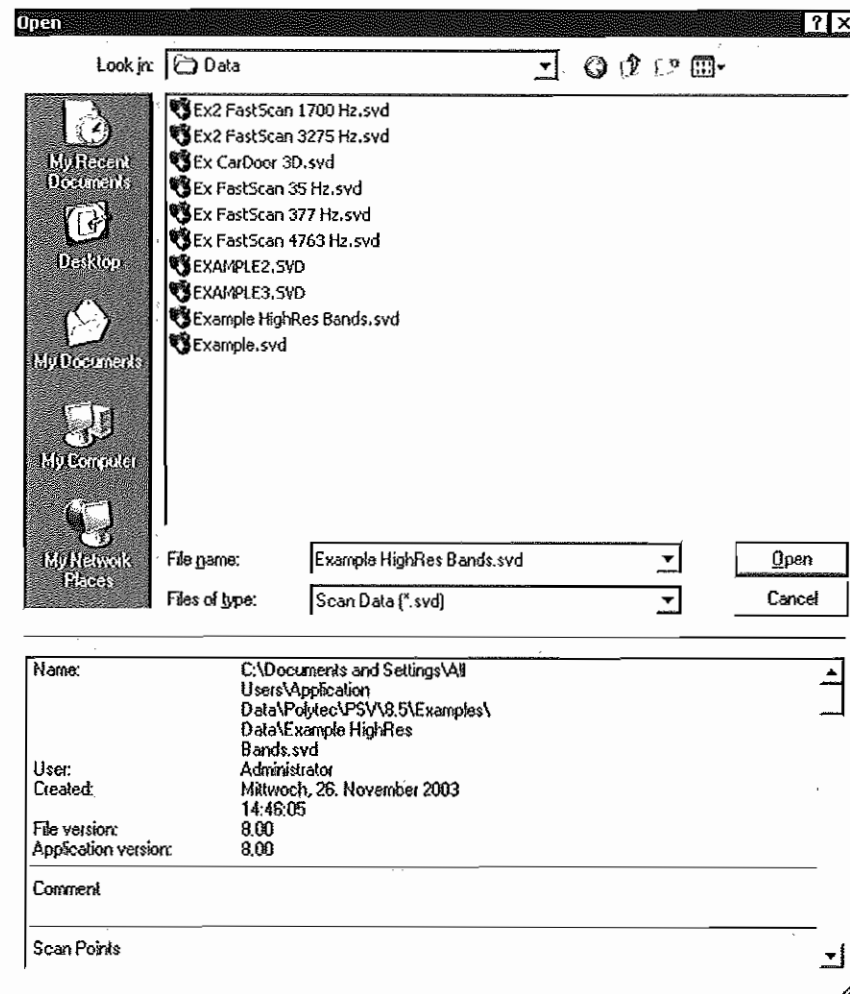 Open
Look in: Data
My Recent
Documents
Desktop
My Documents
My Computer
My Network
Places
Ex2 FastScan 1700 Hz.svd
Ex2 FastScan 3275 Hz.svd
Ex CarDoor 3D.svd
Ex FastScan 35 Hz.svd
Ex FastScan 377 Hz.svd
Ex FastScan 4763 Hz.svd
EXAMPLE2.SVD
EXAMPLE3.SVD
Example HighRes Bands.svd
Example.svd
File name: Example HighRes Bands.svd Open
Files of type: Scan Data (*.svd) Cancel
Name: C:\Documents and Settings\All
Users\Application
Data\Polytec\PSV\8.5\Examples\
Data\Example HighRes
Bands.svd
User: Administrator
Created: Mittwoch, 26. November 2003
14:46:05
File version: 8.00
Application version: 8.00
Comment
Scan Points